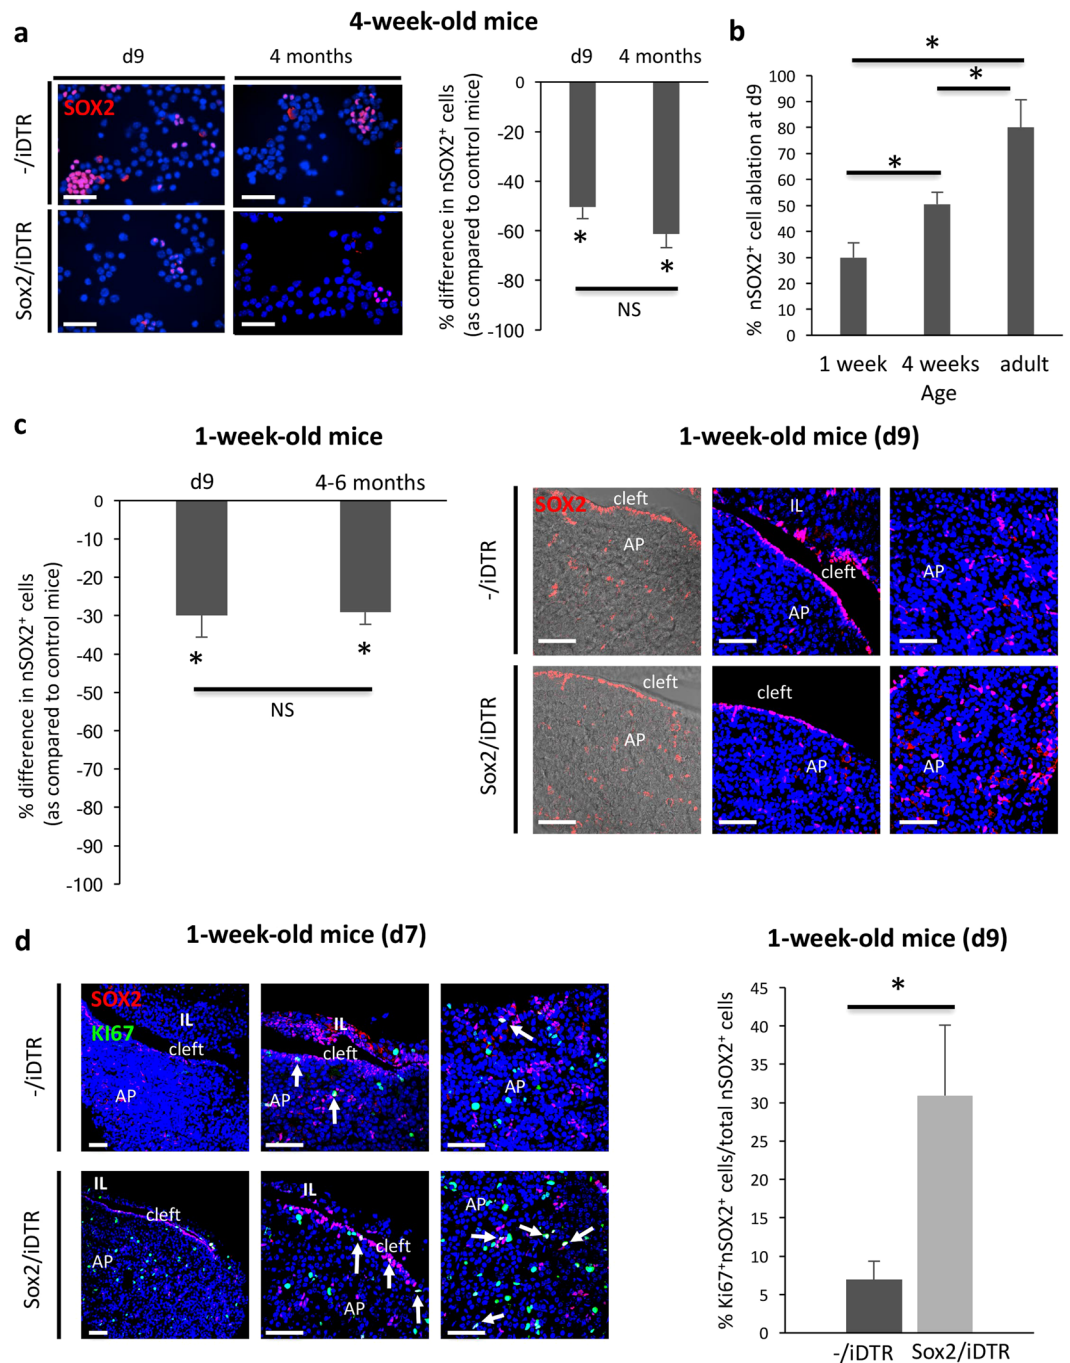 a
4-week-old mice
d9
4 months
-/iDTR
Sox2/iDTR
SOX2
d9
4 months
% difference in nSOX2⁺ cells
(as compared to control mice)
0
-20
-40
-60
-80
-100
*
*
NS
b
% nSOX2⁺ cell ablation at d9
100
90
80
70
60
50
40
30
20
10
0
*
*
*
1 week
4 weeks
adult
Age
c
1-week-old mice
d9
4-6 months
% difference in nSOX2⁺ cells
(as compared to control mice)
0
-10
-20
-30
-40
-50
-60
-70
-80
-90
-100
*
*
NS
1-week-old mice (d9)
-/iDTR
Sox2/iDTR
SOX2
cleft
AP
IL
cleft
AP
AP
cleft
AP
cleft
AP
AP
d
1-week-old mice (d7)
-/iDTR
Sox2/iDTR
SOX2
KI67
IL
cleft
AP
IL
cleft
AP
AP
IL
cleft
AP
IL
cleft
AP
AP
1-week-old mice (d9)
% Ki67⁺nSOX2⁺ cells/total nSOX2⁺ cells
45
40
35
30
25
20
15
10
5
0
*
-/iDTR
Sox2/iDTR